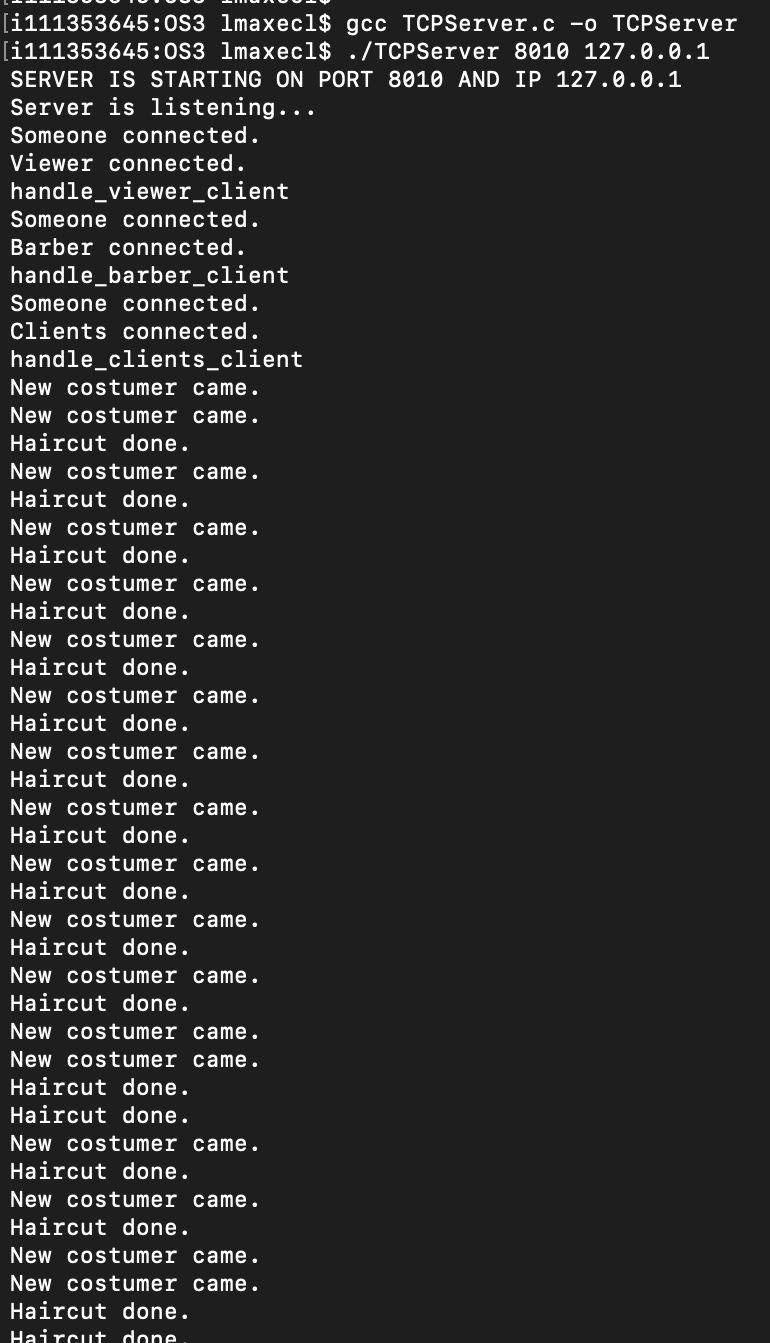 [i111353645:OS3 lmaxecl$
[i111353645:OS3 lmaxecl$ gcc TCPServer.c -o TCPServer
[i111353645:OS3 lmaxecl$ ./TCPServer 8010 127.0.0.1
SERVER IS STARTING ON PORT 8010 AND IP 127.0.0.1
Server is listening...
Someone connected.
Viewer connected.
handle_viewer_client
Someone connected.
Barber connected.
handle_barber_client
Someone connected.
Clients connected.
handle_clients_client
New costumer came.
New costumer came.
Haircut done.
New costumer came.
Haircut done.
New costumer came.
Haircut done.
New costumer came.
Haircut done.
New costumer came.
Haircut done.
New costumer came.
Haircut done.
New costumer came.
Haircut done.
New costumer came.
Haircut done.
New costumer came.
Haircut done.
New costumer came.
Haircut done.
New costumer came.
Haircut done.
New costumer came.
New costumer came.
Haircut done.
Haircut done.
New costumer came.
Haircut done.
New costumer came.
Haircut done.
New costumer came.
New costumer came.
Haircut done.
Haircut done.